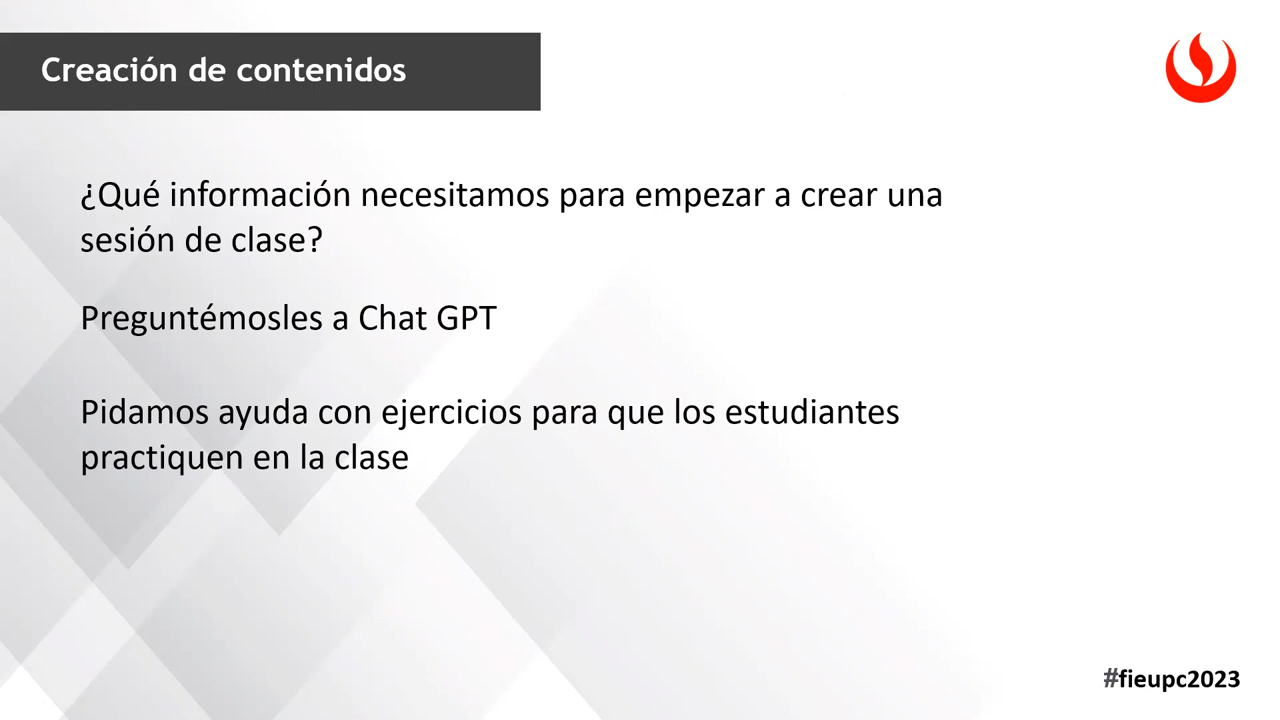 Creación de contenidos
¿Qué información necesitamos para empezar a crear una
sesión de clase?
Preguntémosles a Chat GPT
Pidamos ayuda con ejercicios para que los estudiantes
practiquen en la clase
#fieupc2023